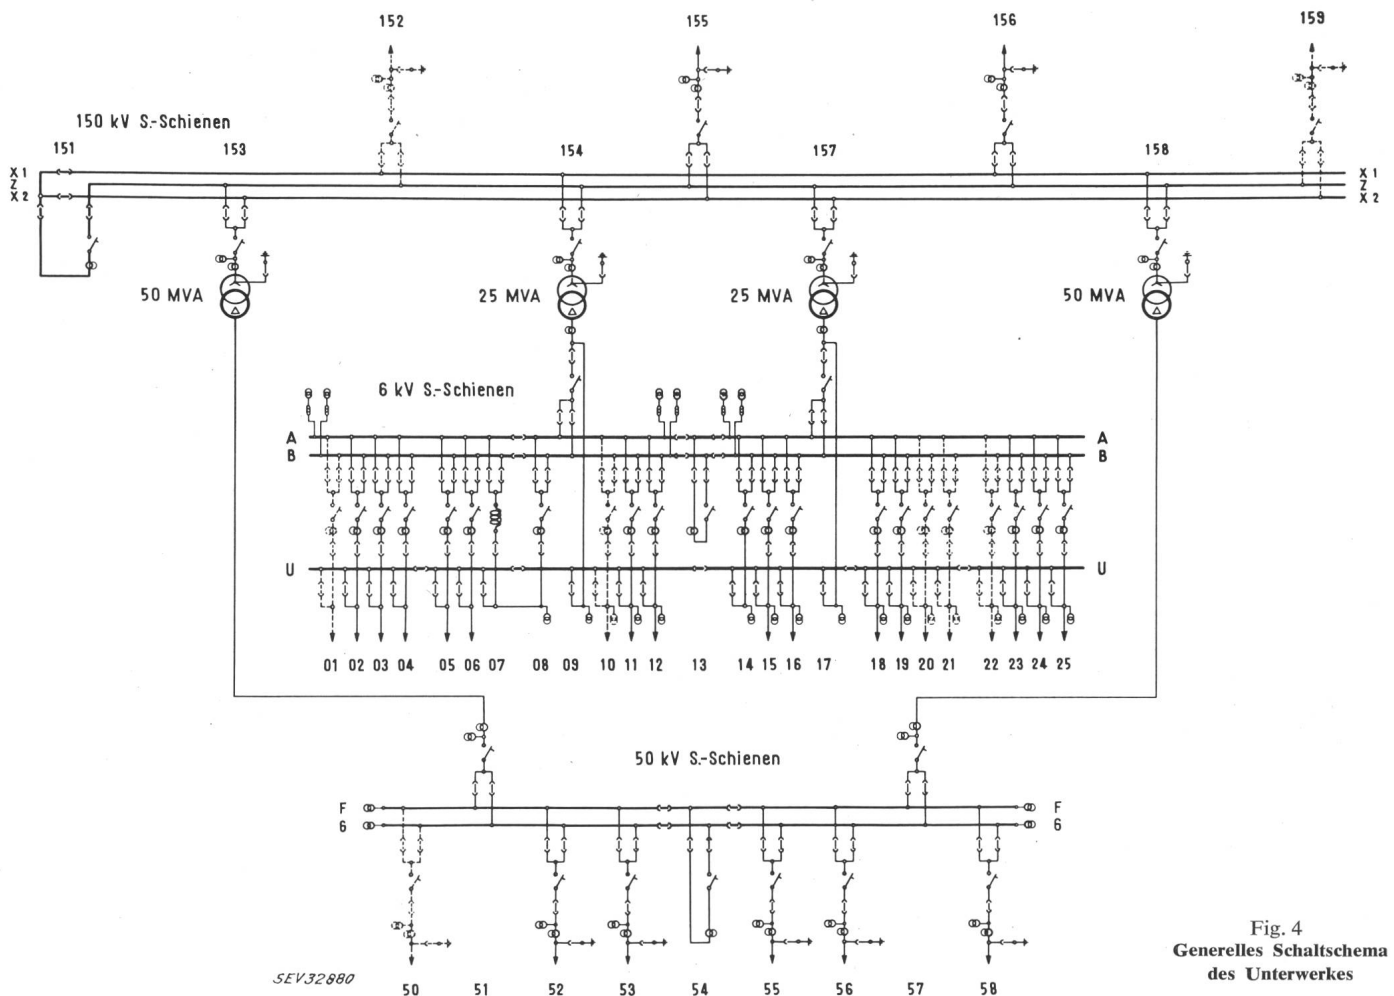 152 155 156 159
150 kV S.-Schienen
151 153 154 157 158
X 1 X 1
Z Z
X 2 X 2
50 MVA 25 MVA 25 MVA 50 MVA
6 kV S.-Schienen
A A
B B
U U
01 02 03 04 05 06 07 08 09 10 11 12 13 14 15 16 17 18 19 20 21 22 23 24 25
50 kV S.-Schienen
F F
6 6
SEV32880
50 51 52 53 54 55 56 57 58
Fig. 4
Generelles Schaltschema
des Unterwerkes